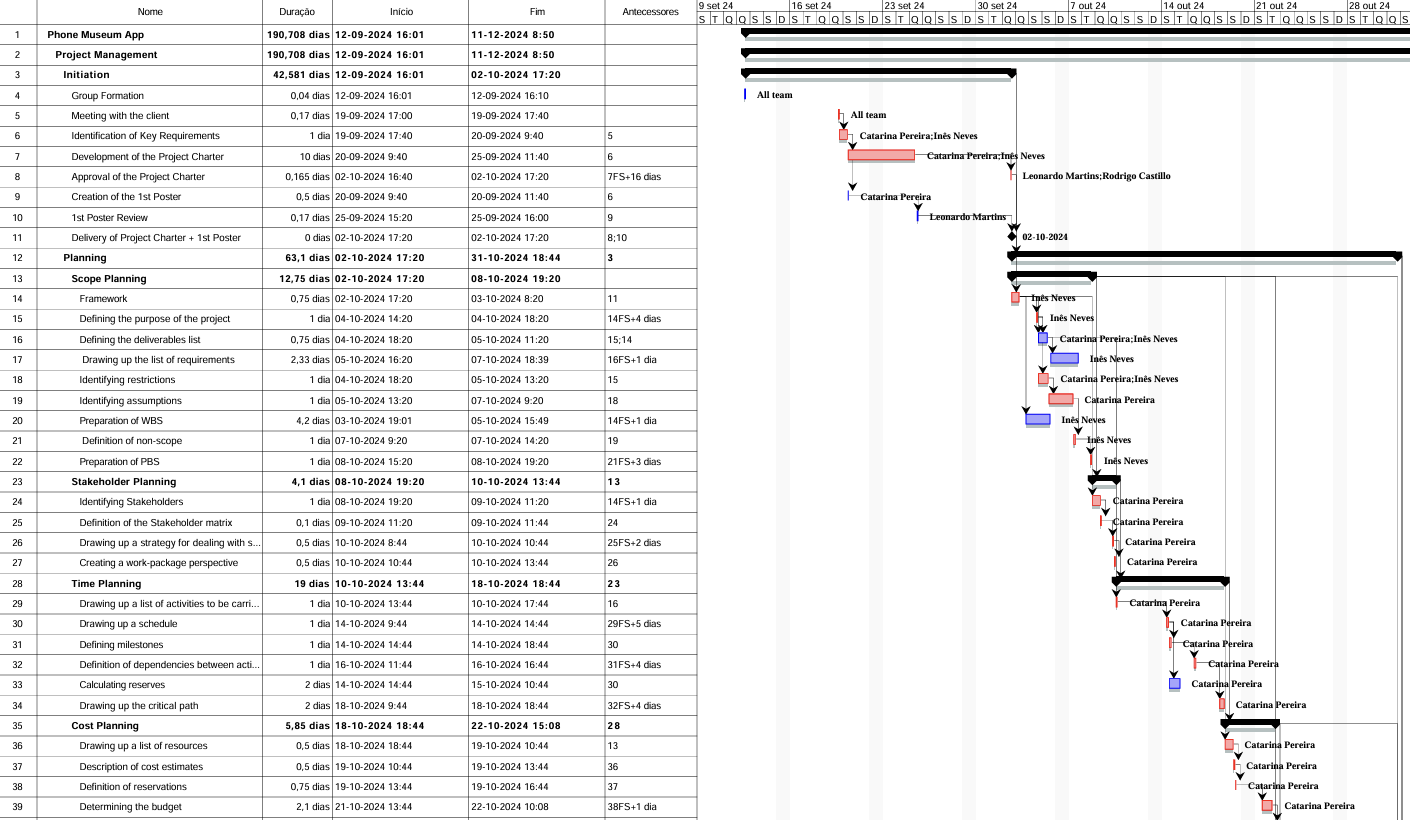 Nome Duração Início Fim Antecessores 9 set 24 16 set 24 23 set 24 30 set 24 7 out 24 14 out 24 21 out 24 28 out 24
S T Q Q S S D S T Q Q S S D S T Q Q S S D S T Q Q S S D S T Q Q S S D S T Q Q S S D S T Q Q S S D S T Q Q S
1 Phone Museum App 190,708 dias 12-09-2024 16:01 11-12-2024 8:50
2 Project Management 190,708 dias 12-09-2024 16:01 11-12-2024 8:50
3 Initiation 42,581 dias 12-09-2024 16:01 02-10-2024 17:20
4 Group Formation 0,04 dias 12-09-2024 16:01 12-09-2024 16:10 All team
5 Meeting with the client 0,17 dias 19-09-2024 17:00 19-09-2024 17:40 All team
6 Identification of Key Requirements 1 dia 19-09-2024 17:40 20-09-2024 9:40 5 Catarina Pereira;Inês Neves
7 Development of the Project Charter 10 dias 20-09-2024 9:40 25-09-2024 11:40 6 Catarina Pereira;Inês Neves
8 Approval of the Project Charter 0,165 dias 02-10-2024 16:40 02-10-2024 17:20 7FS+16 dias Leonardo Martins;Rodrigo Castillo
9 Creation of the 1st Poster 0,5 dias 20-09-2024 9:40 20-09-2024 11:40 6 Catarina Pereira
10 1st Poster Review 0,17 dias 25-09-2024 15:20 25-09-2024 16:00 9 Leonardo Martins
11 Delivery of Project Charter + 1st Poster 0 dias 02-10-2024 17:20 02-10-2024 17:20 8;10 02-10-2024
12 Planning 63,1 dias 02-10-2024 17:20 31-10-2024 18:44 3
13 Scope Planning 12,75 dias 02-10-2024 17:20 08-10-2024 19:20
14 Framework 0,75 dias 02-10-2024 17:20 03-10-2024 8:20 11 Inês Neves
15 Defining the purpose of the project 1 dia 04-10-2024 14:20 04-10-2024 18:20 14FS+4 dias Inês Neves
16 Defining the deliverables list 0,75 dias 04-10-2024 18:20 05-10-2024 11:20 15;14 Catarina Pereira;Inês Neves
17 Drawing up the list of requirements 2,33 dias 05-10-2024 16:20 07-10-2024 18:39 16FS+1 dia Inês Neves
18 Identifying restrictions 1 dia 04-10-2024 18:20 05-10-2024 13:20 15 Catarina Pereira;Inês Neves
19 Identifying assumptions 1 dia 05-10-2024 13:20 07-10-2024 9:20 18 Catarina Pereira
20 Preparation of WBS 4,2 dias 03-10-2024 19:01 05-10-2024 15:49 14FS+1 dia Inês Neves
21 Definition of non-scope 1 dia 07-10-2024 9:20 07-10-2024 14:20 19 Inês Neves
22 Preparation of PBS 1 dia 08-10-2024 15:20 08-10-2024 19:20 21FS+3 dias Inês Neves
23 Stakeholder Planning 4,1 dias 08-10-2024 19:20 10-10-2024 13:44 13
24 Identifying Stakeholders 1 dia 08-10-2024 19:20 09-10-2024 11:20 14FS+1 dia Catarina Pereira
25 Definition of the Stakeholder matrix 0,1 dias 09-10-2024 11:20 09-10-2024 11:44 24 Catarina Pereira
26 Drawing up a strategy for dealing with s... 0,5 dias 10-10-2024 8:44 10-10-2024 10:44 25FS+2 dias Catarina Pereira
27 Creating a work-package perspective 0,5 dias 10-10-2024 10:44 10-10-2024 13:44 26 Catarina Pereira
28 Time Planning 19 dias 10-10-2024 13:44 18-10-2024 18:44 23
29 Drawing up a list of activities to be carri... 1 dia 10-10-2024 13:44 10-10-2024 17:44 16 Catarina Pereira
30 Drawing up a schedule 1 dia 14-10-2024 9:44 14-10-2024 14:44 29FS+5 dias Catarina Pereira
31 Defining milestones 1 dia 14-10-2024 14:44 14-10-2024 18:44 30 Catarina Pereira
32 Definition of dependencies between acti... 1 dia 16-10-2024 11:44 16-10-2024 16:44 31FS+4 dias Catarina Pereira
33 Calculating reserves 2 dias 14-10-2024 14:44 15-10-2024 10:44 30 Catarina Pereira
34 Drawing up the critical path 2 dias 18-10-2024 9:44 18-10-2024 18:44 32FS+4 dias Catarina Pereira
35 Cost Planning 5,85 dias 18-10-2024 18:44 22-10-2024 15:08 28
36 Drawing up a list of resources 0,5 dias 18-10-2024 18:44 19-10-2024 10:44 13 Catarina Pereira
37 Description of cost estimates 0,5 dias 19-10-2024 10:44 19-10-2024 13:44 36 Catarina Pereira
38 Definition of reservations 0,75 dias 19-10-2024 13:44 19-10-2024 16:44 37 Catarina Pereira
39 Determining the budget 2,1 dias 21-10-2024 13:44 22-10-2024 10:08 38FS+1 dia Catarina Pereira